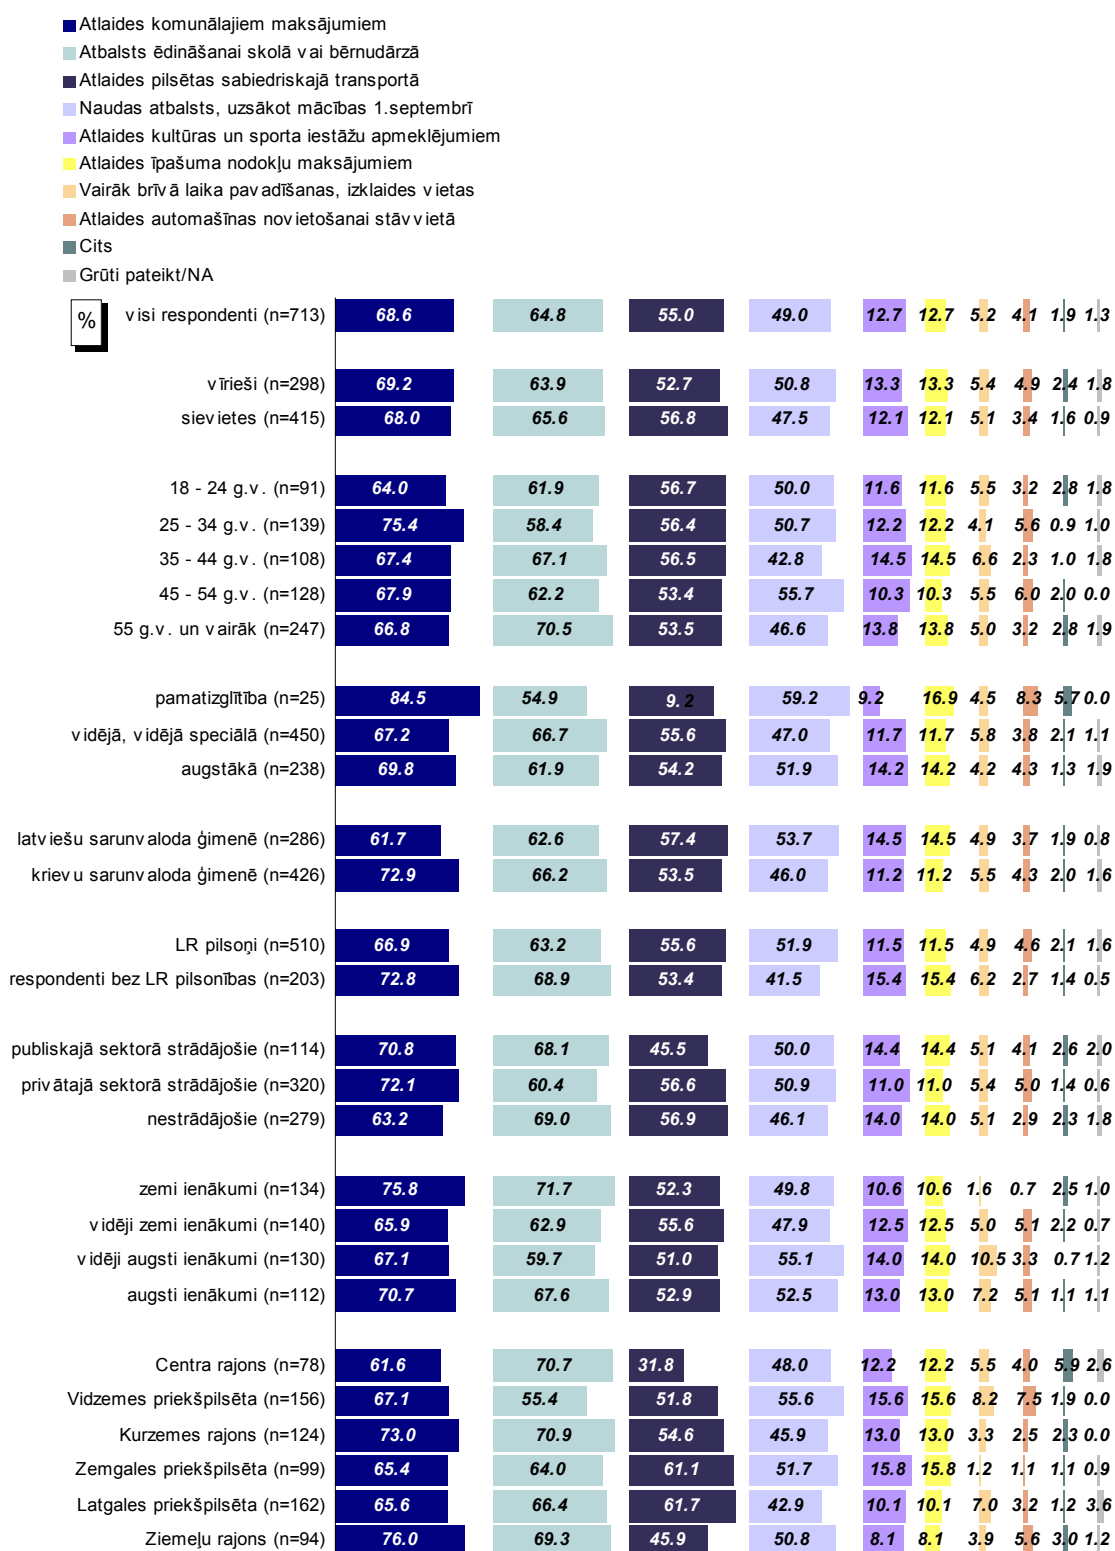 Atlaides komunālajiem maksājumiem
Atbalsts ēdināšanai skolā vai bērnudārzā
Atlaides pilsētas sabiedriskajā transportā
Naudas atbalsts, uzsākot mācības 1.septembrī
Atlaides kultūras un sporta iestāžu apmeklējumiem
Atlaides īpašuma nodokļu maksājumiem
Vairāk brīvā laika pavadīšanas, izklaides vietas
Atlaides automašīnas novietošanai stāvvietā
Cits
Grūti pateikt/NA
%
visi respondenti (n=713) 68.6 64.8 55.0 49.0 12.7 12.7 5.2 4.1 1.9 1.3
vīrieši (n=298) 69.2 63.9 52.7 50.8 13.3 13.3 5.4 4.9 2.4 1.8
sievietes (n=415) 68.0 65.6 56.8 47.5 12.1 12.1 5.1 3.4 1.6 0.9
18 - 24 g.v. (n=91) 64.0 61.9 56.7 50.0 11.6 11.6 5.5 3.2 2.8 1.8
25 - 34 g.v. (n=139) 75.4 58.4 56.4 50.7 12.2 12.2 4.1 5.6 0.9 1.0
35 - 44 g.v. (n=108) 67.4 67.1 56.5 42.8 14.5 14.5 6.6 2.3 1.0 1.8
45 - 54 g.v. (n=128) 67.9 62.2 53.4 55.7 10.3 10.3 5.5 6.0 2.0 0.0
55 g.v. un vairāk (n=247) 66.8 70.5 53.5 46.6 13.8 13.8 5.0 3.2 2.8 1.9
pamatizglītība (n=25) 84.5 54.9 9.2 59.2 9.2 16.9 4.5 8.3 5.7 0.0
vidējā, vidējā speciālā (n=450) 67.2 66.7 55.6 47.0 11.7 11.7 5.8 3.8 2.1 1.1
augstākā (n=238) 69.8 61.9 54.2 51.9 14.2 14.2 4.2 4.3 1.3 1.9
latviešu sarunvaloda ģimenē (n=286) 61.7 62.6 57.4 53.7 14.5 14.5 4.9 3.7 1.9 0.8
krievu sarunvaloda ģimenē (n=426) 72.9 66.2 53.5 46.0 11.2 11.2 5.5 4.3 2.0 1.6
LR pilsoņi (n=510) 66.9 63.2 55.6 51.9 11.5 11.5 4.9 4.6 2.1 1.6
respondenti bez LR pilsonības (n=203) 72.8 68.9 53.4 41.5 15.4 15.4 6.2 2.7 1.4 0.5
publiskajā sektorā strādājošie (n=114) 70.8 68.1 45.5 50.0 14.4 14.4 5.1 4.1 2.6 2.0
privātajā sektorā strādājošie (n=320) 72.1 60.4 56.6 50.9 11.0 11.0 5.4 5.0 1.4 0.6
nestrādājošie (n=279) 63.2 69.0 56.9 46.1 14.0 14.0 5.1 2.9 2.3 1.8
zemi ienākumi (n=134) 75.8 71.7 52.3 49.8 10.6 10.6 1.6 0.7 2.5 1.0
vidēji zemi ienākumi (n=140) 65.9 62.9 55.6 47.9 12.5 12.5 5.0 5.1 2.2 0.7
vidēji augsti ienākumi (n=130) 67.1 59.7 51.0 55.1 14.0 14.0 10.5 3.3 0.7 1.2
augsti ienākumi (n=112) 70.7 67.6 52.9 52.5 13.0 13.0 7.2 5.1 1.1 1.1
Centra rajons (n=78) 61.6 70.7 31.8 48.0 12.2 12.2 5.5 4.0 5.9 2.6
Vidzemes priekšpilsēta (n=156) 67.1 55.4 51.8 55.6 15.6 15.6 8.2 7.5 1.9 0.0
Kurzemes rajons (n=124) 73.0 70.9 54.6 45.9 13.0 13.0 3.3 2.5 2.3 0.0
Zemgales priekšpilsēta (n=99) 65.4 64.0 61.1 51.7 15.8 15.8 1.2 1.1 1.1 0.9
Latgales priekšpilsēta (n=162) 65.6 66.4 61.7 42.9 10.1 10.1 7.0 3.2 1.2 3.6
Ziemeļu rajons (n=94) 76.0 69.3 45.9 50.8 8.1 8.1 3.9 5.6 3.0 1.2